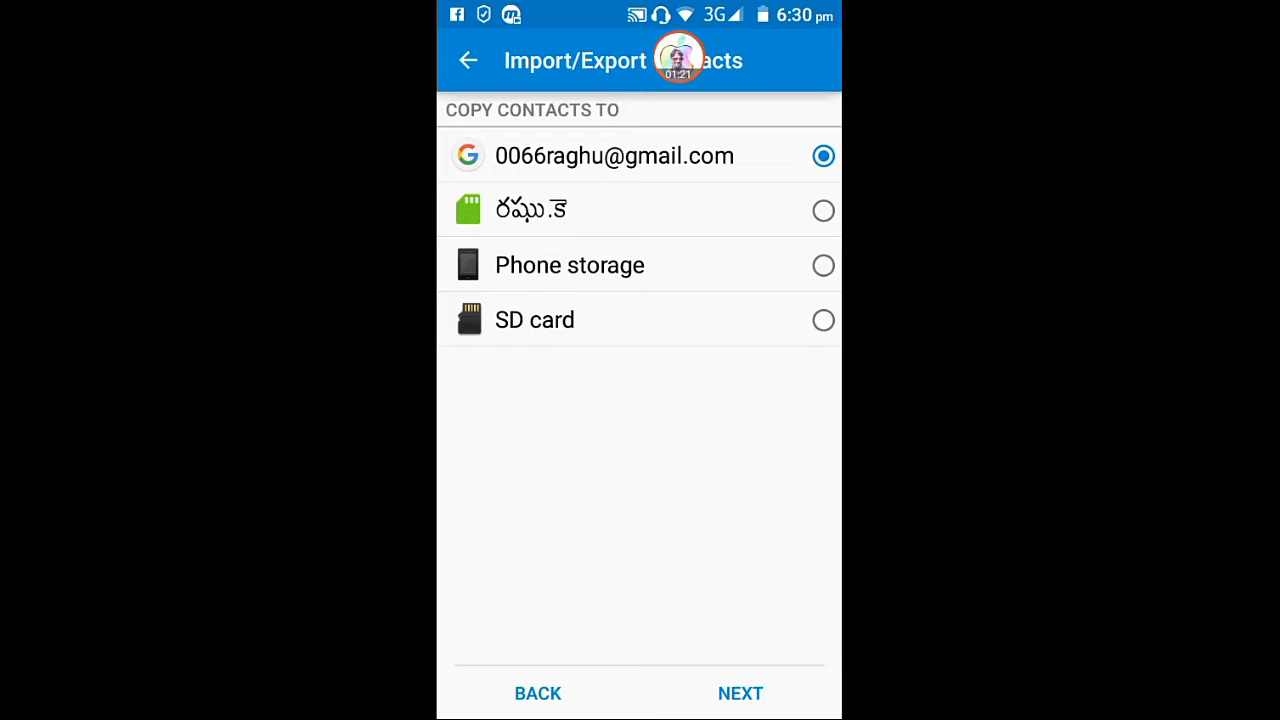 3G 6:30 pm
Import/Export acts
01:21
COPY CONTACTS TO
0066raghu@gmail.com
రఘు.కె
Phone storage
SD card
BACK NEXT